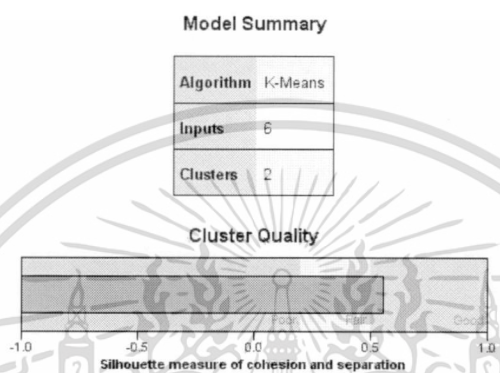 Model Summary
Algorithm K-Means
Inputs 6
Clusters 2
Cluster Quality
Poor Fair Good
-1.0 -0.5 0.0 0.5 1.0
Silhouette measure of cohesion and separation